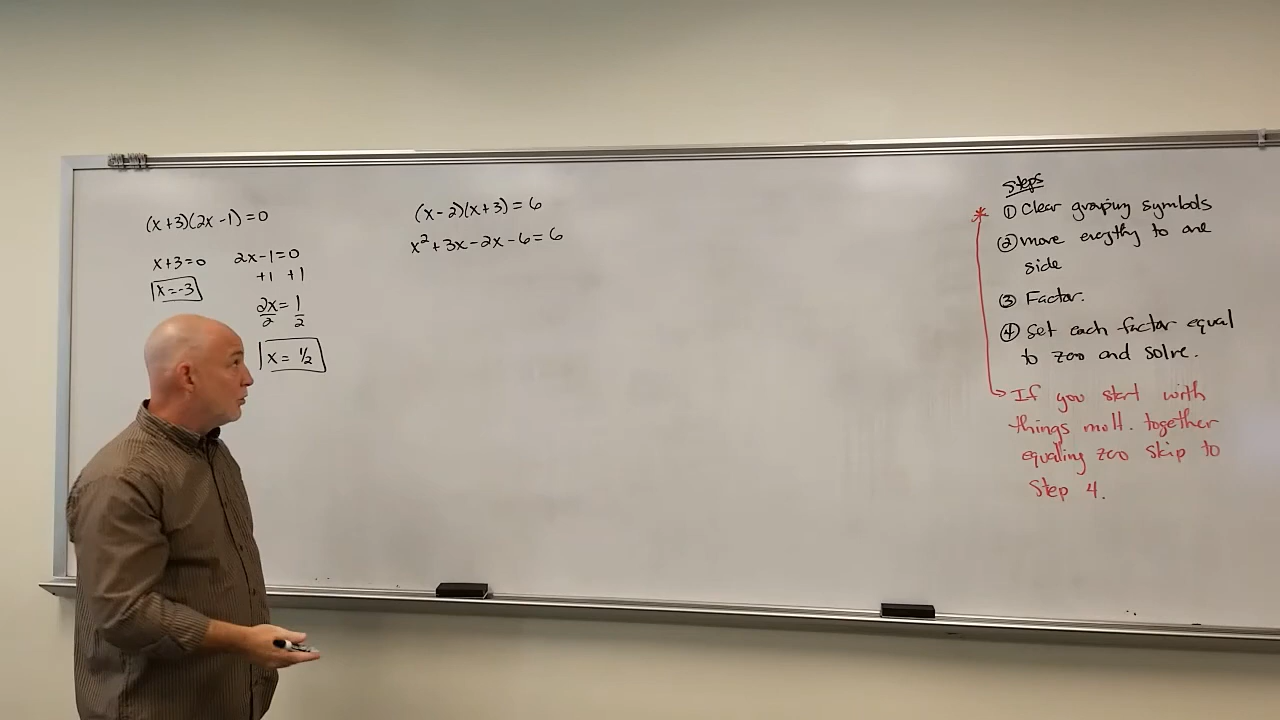 (x+3)(2x-1)=0
x+3=0
x=-3
2x-1=0
+1 +1
2x = 1
2 2
x = 1/2
(x-2)(x+3)=6
x²+3x-2x-6=6
Steps
① Clear grouping symbols
② move to one
side
③ Factor.
④ Set each factor equal
to zero and solve.
* If you start with
things mult. together
equaling zero skip to
Step 4.